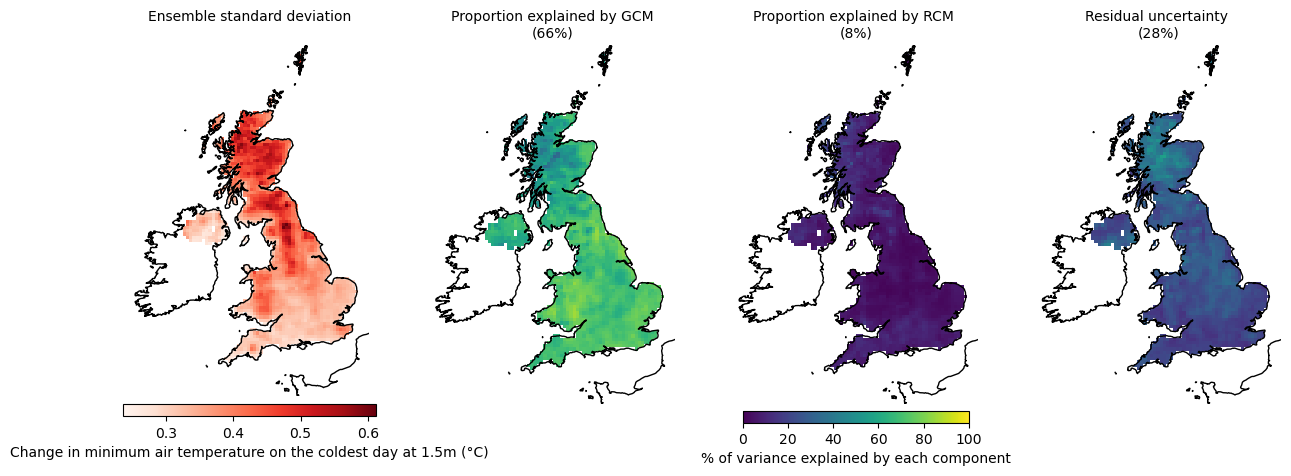 Ensemble standard deviation
Proportion explained by GCM
(66%)
Proportion explained by RCM
(8%)
Residual uncertainty
(28%)
0.3 0.4 0.5 0.6
Change in minimum air temperature on the coldest day at 1.5m (°C)
0 20 40 60 80 100
% of variance explained by each component